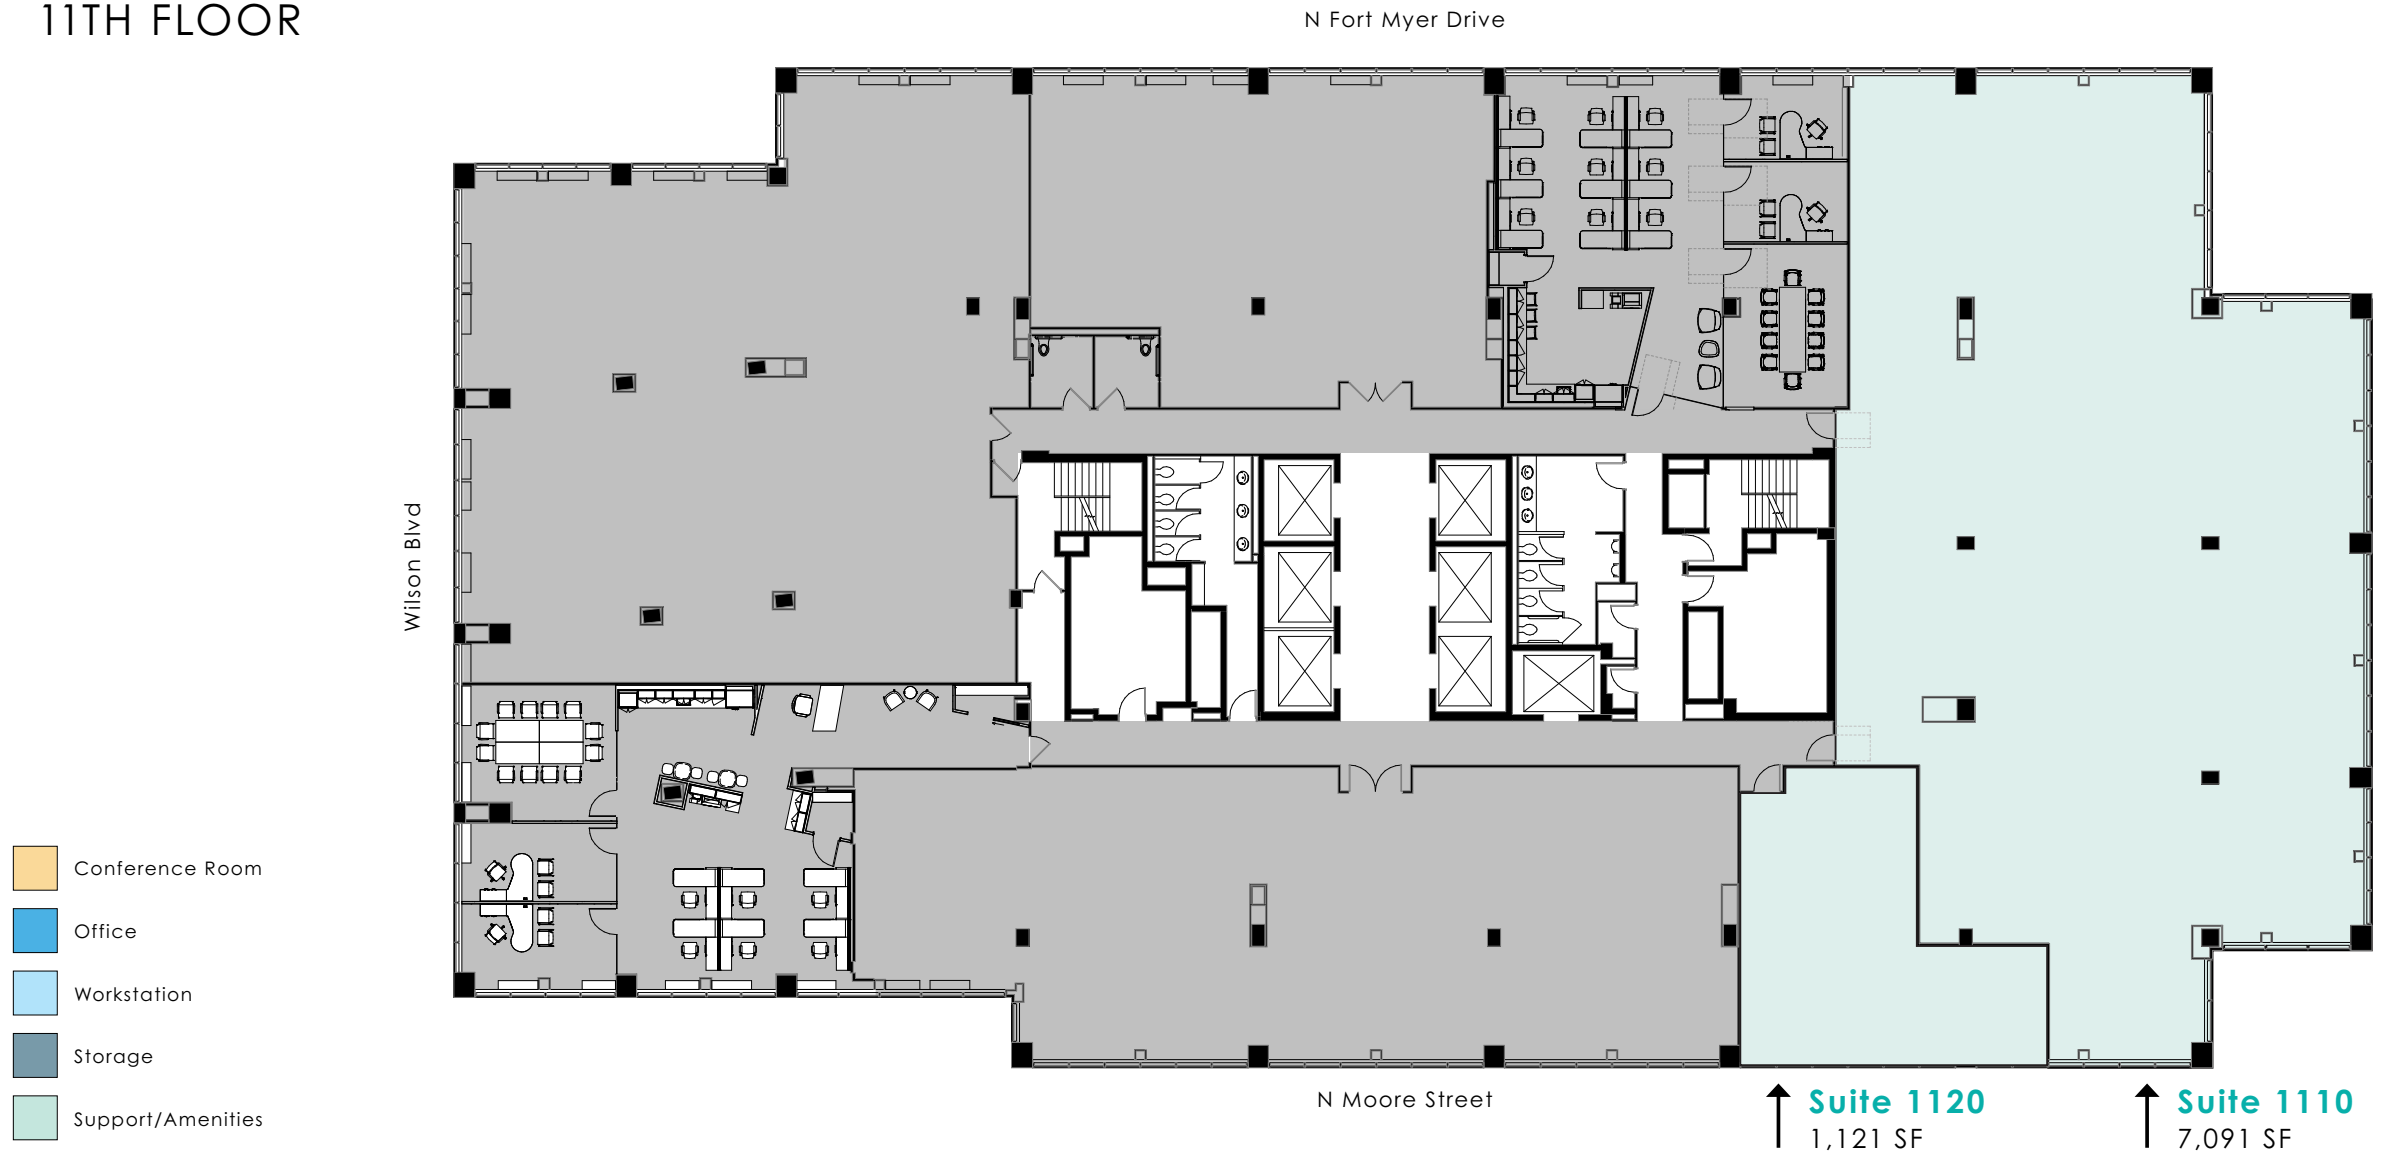 11TH FLOOR
N Fort Myer Drive
Wilson Blvd
Conference Room
Office
Workstation
Storage
Support/Amenities
N Moore Street
Suite 1120
1,121 SF
Suite 1110
7,091 SF